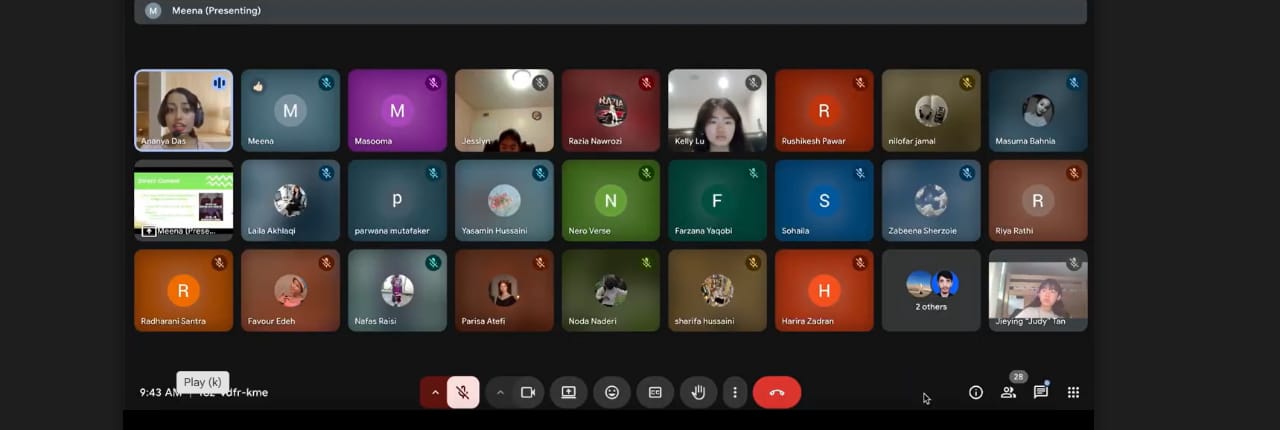 M Meena (Presenting)
Ananya Das
M
Meena
M
Masooma
Jesslyn
RAZIA
Razia Nawrozi
Kelly Lu
R
Rushikesh Pawar
nilofar jamal
Masuma Bahnia
Meena (Prese...
Laila Akhlaqi
p
parwana mutafaker
Yasamin Hussaini
N
Nero Verse
F
Farzana Yaqobi
S
Sohaila
Zabeena Sherzoie
R
Riya Rathi
R
Radharani Santra
Favour Edeh
Nafas Raisi
Parisa Atefi
Noda Naderi
sharifa hussaini
H
Harira Zadran
2 others
Jieying "Judy" Tan
Play (k)
28
9:43 AM
CC